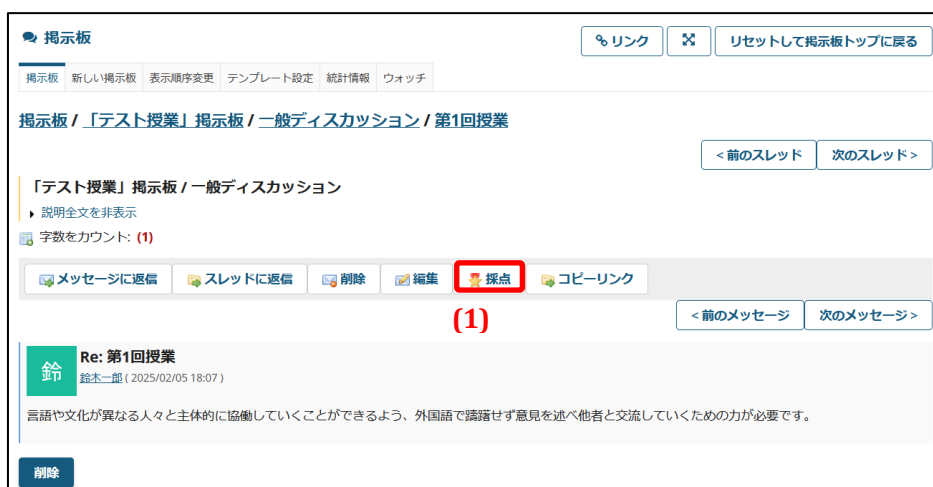 掲示板
リンク
リセットして掲示板トップに戻る
掲示板 新しい掲示板 表示順序変更 テンプレート設定 統計情報 ウォッチ
掲示板 / 「テスト授業」掲示板 / 一般ディスカッション / 第1回授業
< 前のスレッド 次のスレッド >
「テスト授業」掲示板 / 一般ディスカッション
説明全文を非表示
字数をカウント: (1)
メッセージに返信 スレッドに返信 削除 編集 採点 コピーリンク
(1)
< 前のメッセージ 次のメッセージ >
鈴
Re: 第1回授業
鈴木一郎 ( 2025/02/05 18:07 )
言語や文化が異なる人々と主体的に協働していくことができるよう、外国語で躊躇せず意見を述べ他者と交流していくための力が必要です。
削除